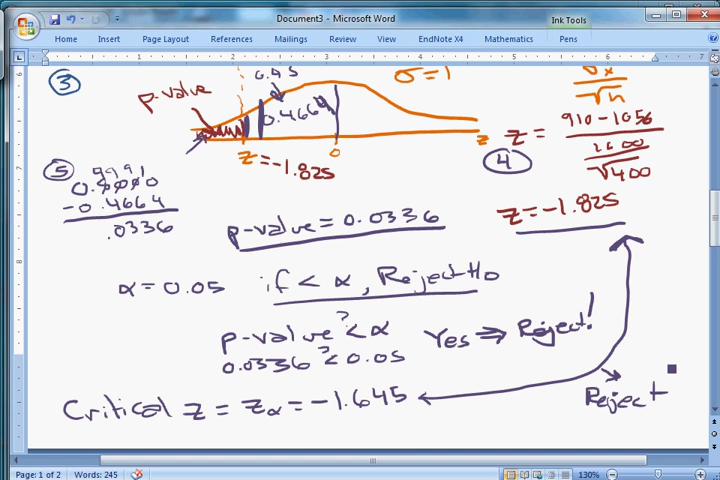 Document3 - Microsoft Word
Ink Tools
Home Insert Page Layout References Mailings Review View EndNote X4 Mathematics Pens
3
p-value
0.45
0.4664
σ=1
z
z=-1.825
0
4
σx
√n
z = 910-1056
2600
√400
z=-1.825
5
9991
0.0000
-0.4664
.0336
p-value=0.0336
α=0.05 if < α, Reject Ho
p-value ?< α
0.0336 ?< 0.05
Yes ⇒ Reject!
Critical z = zα = -1.645
Reject
Page: 1 of 2 Words: 245 130%